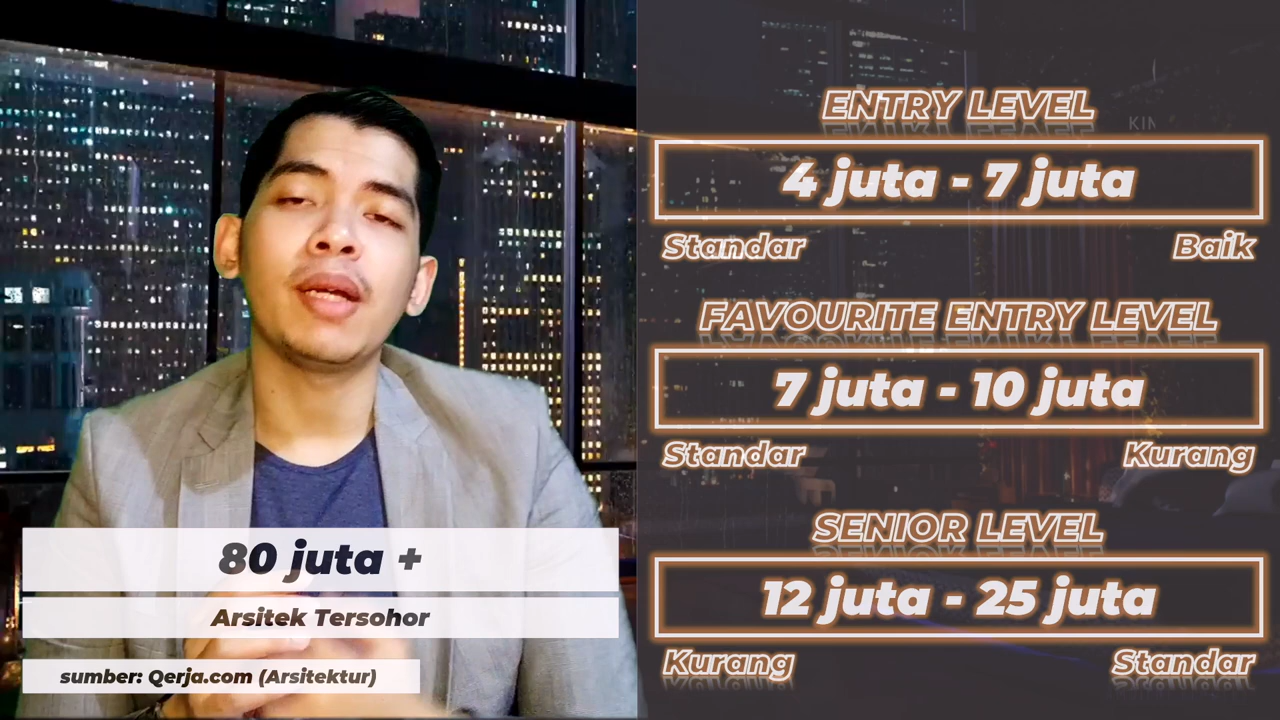 80 juta +
Arsitek Tersohor
sumber: Qerja.com (Arsitektur)
ENTRY LEVEL
4 juta - 7 juta
Standar Baik
FAVOURITE ENTRY LEVEL
7 juta - 10 juta
Standar Kurang
SENIOR LEVEL
12 juta - 25 juta
Kurang Standar